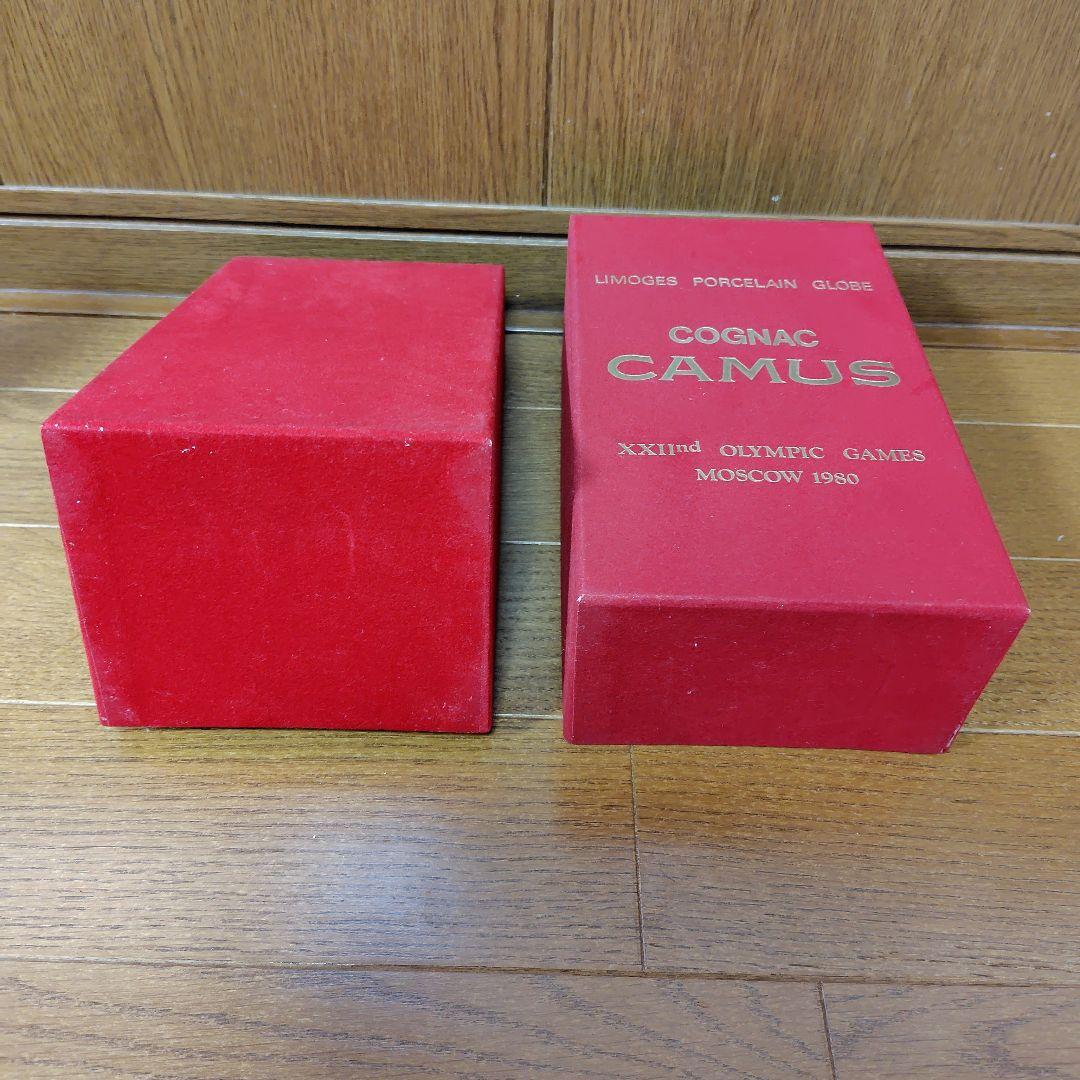 LIMOGES PORCELAIN GLOBE
COGNAC
CAMUS
XXIInd OLYMPIC GAMES
MOSCOW 1980